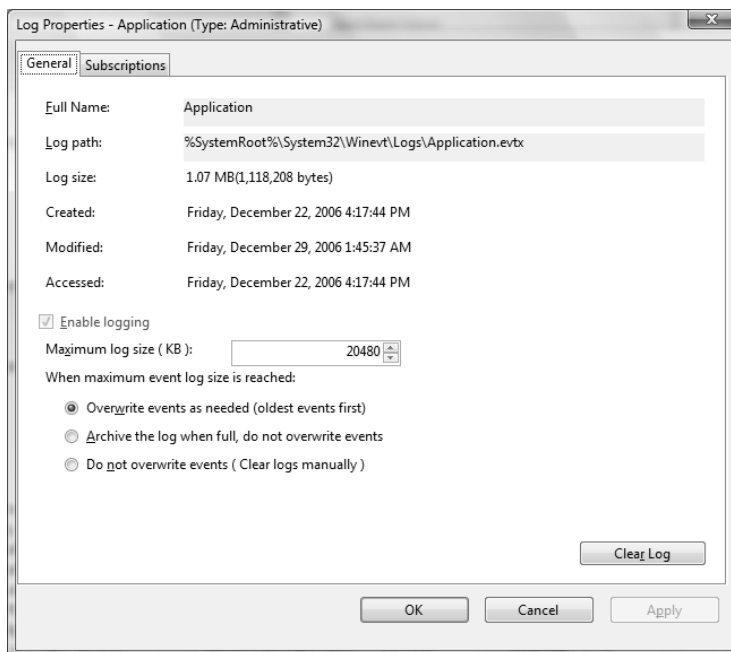 Log Properties - Application (Type: Administrative)
General Subscriptions
Full Name: Application
Log path: %SystemRoot%\System32\Winevt\Logs\Application.evtx
Log size: 1.07 MB(1,118,208 bytes)
Created: Friday, December 22, 2006 4:17:44 PM
Modified: Friday, December 29, 2006 1:45:37 AM
Accessed: Friday, December 22, 2006 4:17:44 PM
Enable logging
Maximum log size ( KB ): 20480
When maximum event log size is reached:
Overwrite events as needed (oldest events first)
Archive the log when full, do not overwrite events
Do not overwrite events ( Clear logs manually )
Clear Log
OK Cancel Apply